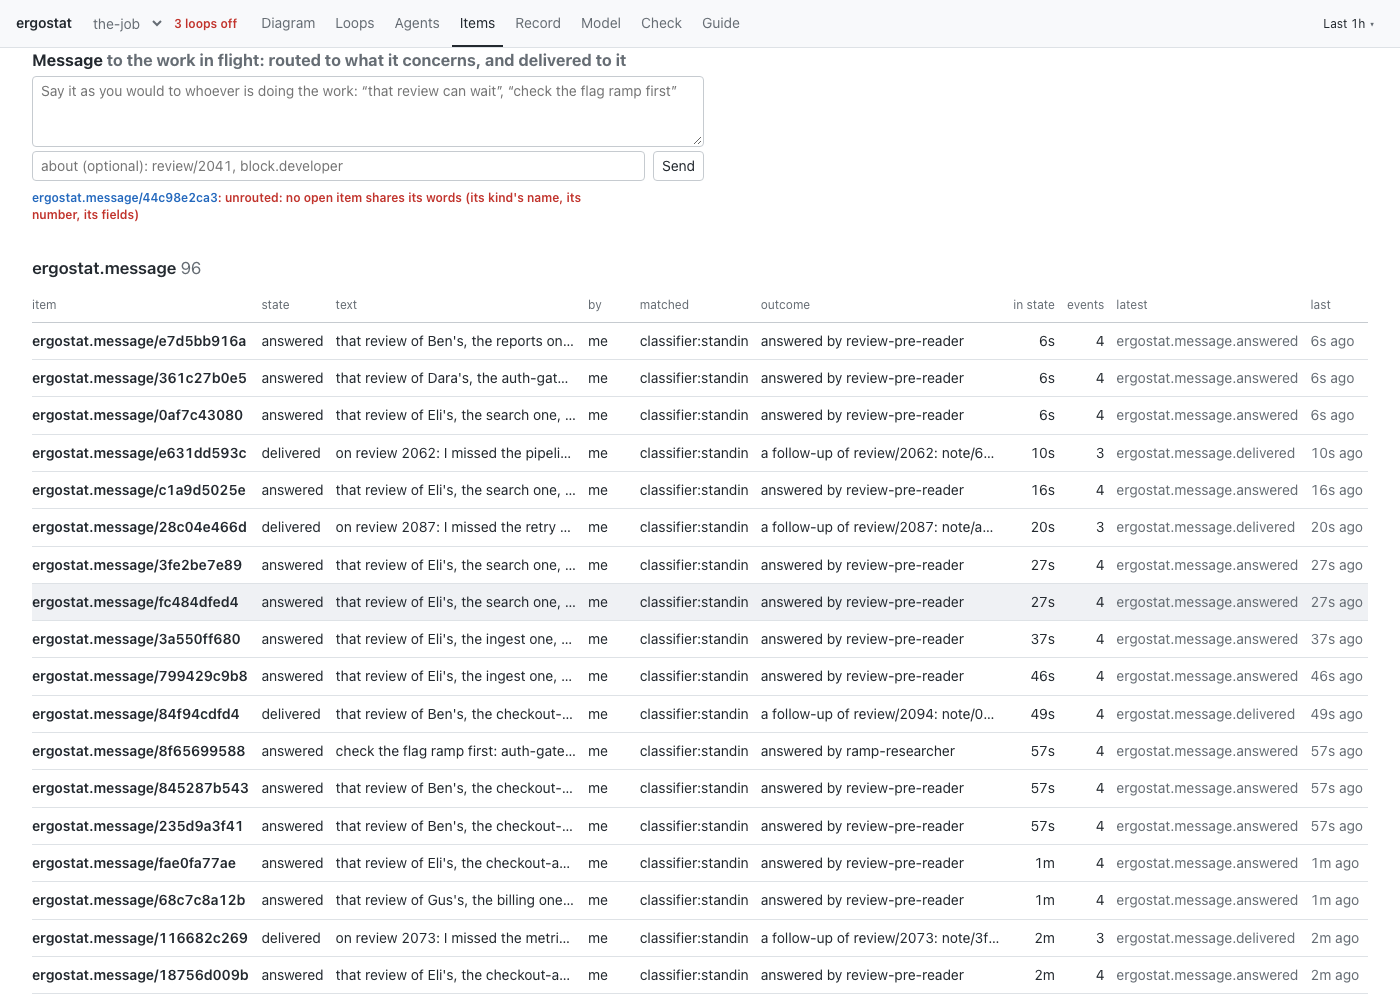 ergostat the-job 3 loops off Diagram Loops Agents Items Record Model Check Guide Last 1h
Message to the work in flight: routed to what it concerns, and delivered to it
Say it as you would to whoever is doing the work: “that review can wait”, “check the flag ramp first”
about (optional): review/2041, block.developer Send
ergostat.message/44c98e2ca3: unrouted: no open item shares its words (its kind's name, its
number, its fields)
ergostat.message 96
item state text by matched outcome in state events latest last
ergostat.message/e7d5bb916a answered that review of Ben's, the reports on... me classifier:standin answered by review-pre-reader 6s 4 ergostat.message.answered 6s ago
ergostat.message/361c27b0e5 answered that review of Dara's, the auth-gat... me classifier:standin answered by review-pre-reader 6s 4 ergostat.message.answered 6s ago
ergostat.message/0af7c43080 answered that review of Eli's, the search one, ... me classifier:standin answered by review-pre-reader 6s 4 ergostat.message.answered 6s ago
ergostat.message/e631dd593c delivered on review 2062: I missed the pipeli... me classifier:standin a follow-up of review/2062: note/6... 10s 3 ergostat.message.delivered 10s ago
ergostat.message/c1a9d5025e answered that review of Eli's, the search one, ... me classifier:standin answered by review-pre-reader 16s 4 ergostat.message.answered 16s ago
ergostat.message/28c04e466d delivered on review 2087: I missed the retry ... me classifier:standin a follow-up of review/2087: note/a... 20s 3 ergostat.message.delivered 20s ago
ergostat.message/3fe2be7e89 answered that review of Eli's, the search one, ... me classifier:standin answered by review-pre-reader 27s 4 ergostat.message.answered 27s ago
ergostat.message/fc484dfed4 answered that review of Eli's, the search one, ... me classifier:standin answered by review-pre-reader 27s 4 ergostat.message.answered 27s ago
ergostat.message/3a550ff680 answered that review of Eli's, the ingest one, ... me classifier:standin answered by review-pre-reader 37s 4 ergostat.message.answered 37s ago
ergostat.message/799429c9b8 answered that review of Eli's, the ingest one, ... me classifier:standin answered by review-pre-reader 46s 4 ergostat.message.answered 46s ago
ergostat.message/84f94cdfd4 delivered that review of Ben's, the checkout-... me classifier:standin a follow-up of review/2094: note/0... 49s 4 ergostat.message.delivered 49s ago
ergostat.message/8f65699588 answered check the flag ramp first: auth-gate... me classifier:standin answered by ramp-researcher 57s 4 ergostat.message.answered 57s ago
ergostat.message/845287b543 answered that review of Ben's, the checkout-... me classifier:standin answered by review-pre-reader 57s 4 ergostat.message.answered 57s ago
ergostat.message/235d9a3f41 answered that review of Ben's, the checkout-... me classifier:standin answered by review-pre-reader 57s 4 ergostat.message.answered 57s ago
ergostat.message/fae0fa77ae answered that review of Eli's, the checkout-a... me classifier:standin answered by review-pre-reader 1m 4 ergostat.message.answered 1m ago
ergostat.message/68c7c8a12b answered that review of Gus's, the billing one... me classifier:standin answered by review-pre-reader 1m 4 ergostat.message.answered 1m ago
ergostat.message/116682c269 delivered on review 2073: I missed the metri... me classifier:standin a follow-up of review/2073: note/3f... 2m 3 ergostat.message.delivered 2m ago
ergostat.message/18756d009b answered that review of Eli's, the checkout-a... me classifier:standin answered by review-pre-reader 2m 4 ergostat.message.answered 2m ago